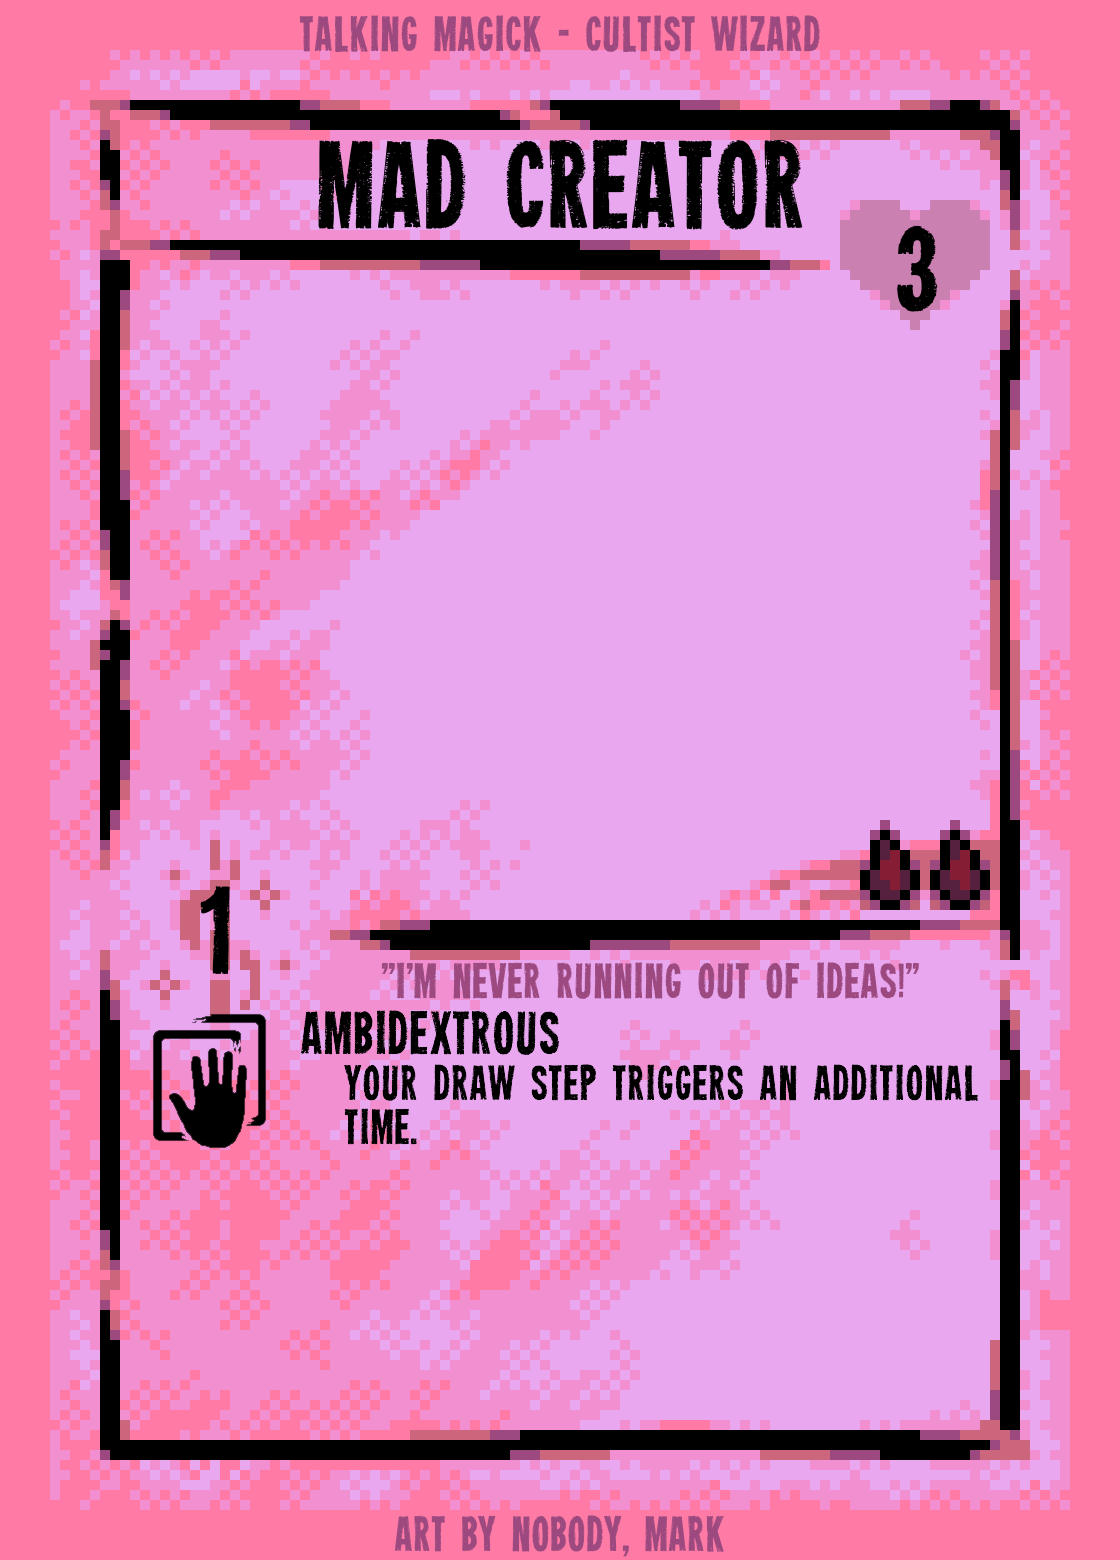 TALKING MAGICK - CULTIST WIZARD
MAD CREATOR
3
1
"I'M NEVER RUNNING OUT OF IDEAS!"
AMBIDEXTROUS
YOUR DRAW STEP TRIGGERS AN ADDITIONAL
TIME.
ART BY NOBODY, MARK